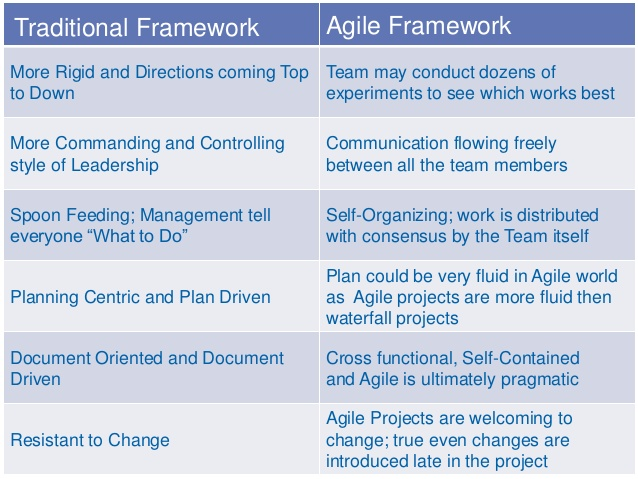 Traditional Framework
Agile Framework
More Rigid and Directions coming Top
to Down
Team may conduct dozens of
experiments to see which works best
More Commanding and Controlling
style of Leadership
Communication flowing freely
between all the team members
Spoon Feeding; Management tell
everyone “What to Do”
Self-Organizing; work is distributed
with consensus by the Team itself
Planning Centric and Plan Driven
Plan could be very fluid in Agile world
as Agile projects are more fluid then
waterfall projects
Document Oriented and Document
Driven
Cross functional, Self-Contained
and Agile is ultimately pragmatic
Resistant to Change
Agile Projects are welcoming to
change; true even changes are
introduced late in the project